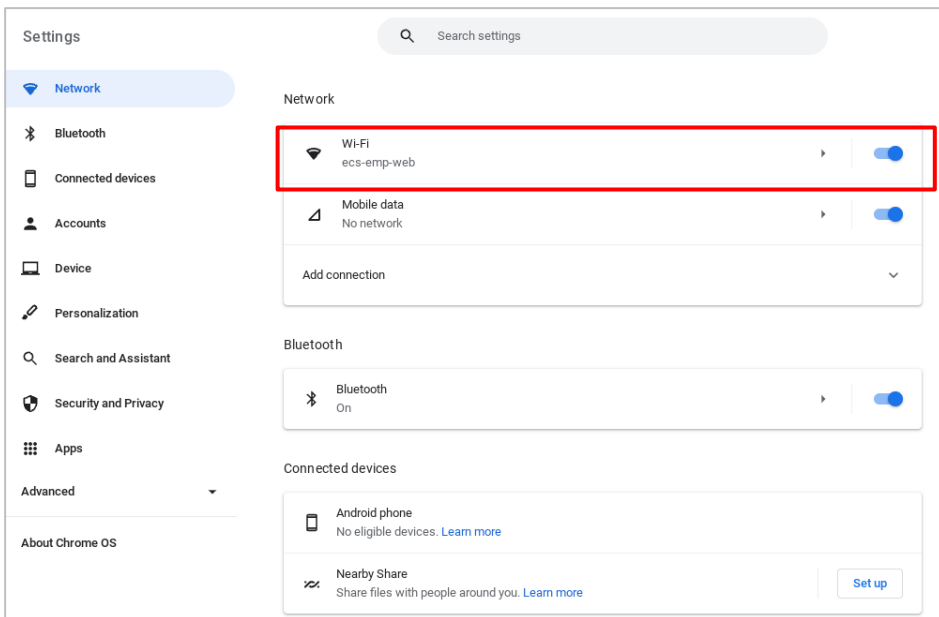 Settings
Search settings
Network
Bluetooth
Connected devices
Accounts
Device
Personalization
Search and Assistant
Security and Privacy
Apps
Advanced
About Chrome OS
Network
Wi-Fi
ecs-emp-web
Mobile data
No network
Add connection
Bluetooth
Bluetooth
On
Connected devices
Android phone
No eligible devices. Learn more
Nearby Share
Share files with people around you. Learn more
Set up